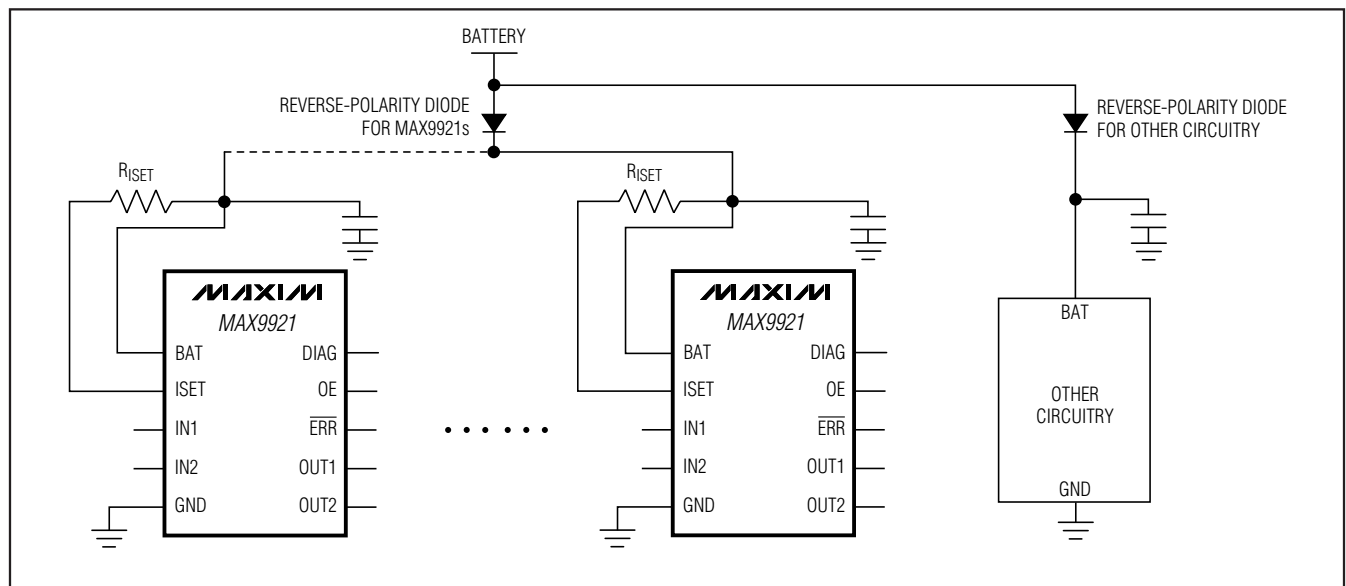 BATTERY
REVERSE-POLARITY DIODE
FOR MAX9921s
REVERSE-POLARITY DIODE
FOR OTHER CIRCUITRY
RISET
RISET
MAXIM
MAX9921
BAT
ISET
IN1
IN2
GND
DIAG
OE
ERR
OUT1
OUT2
MAXIM
MAX9921
BAT
ISET
IN1
IN2
GND
DIAG
OE
ERR
OUT1
OUT2
BAT
OTHER
CIRCUITRY
GND